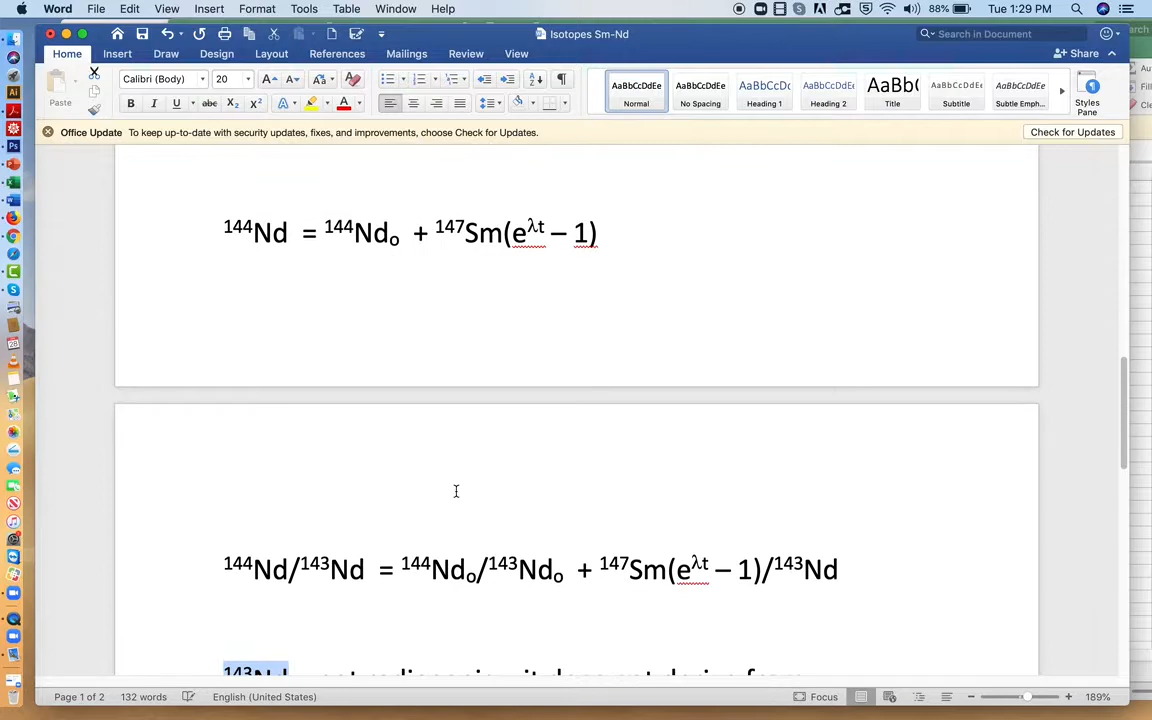 Word File Edit View Insert Format Tools Table Window Help 88% Tue 1:29 PM
Isotopes Sm-Nd Search in Document
Home Insert Draw Design Layout References Mailings Review View Share
Paste Calibri (Body) 20 AaBbCcDdEe AaBbCcDdEe AaBbCcDc AaBbCcDdEe AaBb( AaBbCcDdEe AaBbCcDdEe
Normal No Spacing Heading 1 Heading 2 Title Subtitle Subtle Emph... Styles Pane
Office Update To keep up-to-date with security updates, fixes, and improvements, choose Check for Updates. Check for Updates
¹⁴⁴Nd = ¹⁴⁴Ndₒ + ¹⁴⁷Sm(e^λt – 1)
¹⁴⁴Nd/¹⁴³Nd = ¹⁴⁴Ndₒ/¹⁴³Ndₒ + ¹⁴⁷Sm(e^λt – 1)/¹⁴³Nd
¹⁴³Nd
Page 1 of 2 132 words English (United States) Focus 189%